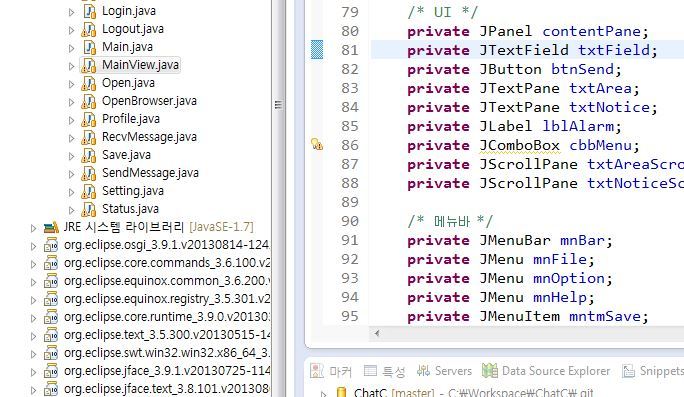 Login.java
Logout.java
Main.java
MainView.java
Open.java
OpenBrowser.java
Profile.java
RecvMessage.java
Save.java
SendMessage.java
Setting.java
Status.java
JRE 시스템 라이브러리 [JavaSE-1.7]
org.eclipse.osgi_3.9.1.v20130814-124
org.eclipse.core.commands_3.6.100.v2
org.eclipse.equinox.common_3.6.200.v
org.eclipse.equinox.registry_3.5.301.v2
org.eclipse.core.runtime_3.9.0.v20130
org.eclipse.text_3.5.300.v20130515-14
org.eclipse.swt.win32.win32.x86_64_3.
org.eclipse.jface_3.9.1.v20130725-114
org.eclipse.jface.text_3.8.101.v201308
79 /* UI */
80 private JPanel contentPane;
81 private JTextField txtField;
82 private JButton btnSend;
83 private JTextPane txtArea;
84 private JTextPane txtNotice;
85 private JLabel lblAlarm;
86 private JComboBox cbbMenu;
87 private JScrollPane txtAreaScro
88 private JScrollPane txtNoticeSc
89
90 /* 메뉴바 */
91 private JMenuBar mnBar;
92 private JMenu mnFile;
93 private JMenu mnOption;
94 private JMenu mnHelp;
95 private JMenuItem mntmSave;
마커 특성 Servers Data Source Explorer Snippets
ChatC [master] - C:₩Workspace₩ChatC₩.git